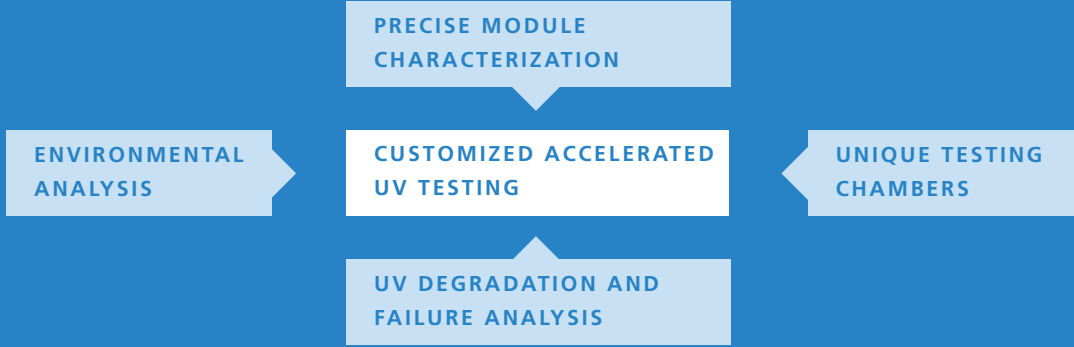 PRECISE MODULE
CHARACTERIZATION
ENVIRONMENTAL
ANALYSIS
CUSTOMIZED ACCELERATED
UV TESTING
UNIQUE TESTING
CHAMBERS
UV DEGRADATION AND
FAILURE ANALYSIS